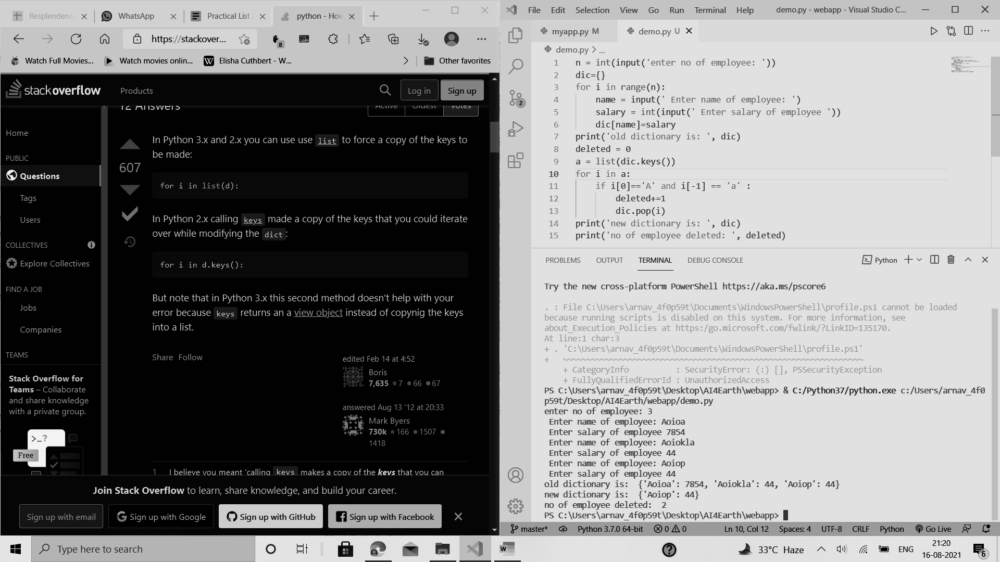 Resplendenc
WhatsApp
Practical List
python - How
https://stackover...
8
Watch Full Movies...
Watch movies onlin...
Elisha Cuthbert - W...
Other favorites
stackoverflow
Products
Log in
Sign up
12 Answers
Active
Oldest
Votes
Home
PUBLIC
Questions
Tags
Users
COLLECTIVES
Explore Collectives
FIND A JOB
Jobs
Companies
TEAMS
Stack Overflow for
Teams – Collaborate
and share knowledge
with a private group.
>_?
Free
607
In Python 3.x and 2.x you can use use list to force a copy of the keys to
be made:
for i in list(d):
In Python 2.x calling keys made a copy of the keys that you could iterate
over while modifying the dict:
for i in d.keys():
But note that in Python 3.x this second method doesn't help with your
error because keys returns an a view object instead of copynig the keys
into a list.
Share Follow
edited Feb 14 at 4:52
Boris
7,635 7 66 67
answered Aug 13 '12 at 20:33
Mark Byers
730k 166 1507
1418
1 I believe you meant 'calling keys makes a copy of the keys that you can
Join Stack Overflow to learn, share knowledge, and build your career.
Sign up with email
Sign up with Google
Sign up with GitHub
Sign up with Facebook
File Edit Selection View Go Run Terminal Help
demo.py - webapp - Visual Studio C...
myapp.py M
demo.py U
demo.py > ...
2
1 n = int(input('enter no of employee: '))
2 dic={}
3 for i in range(n):
4 name = input(' Enter name of employee: ')
5 salary = int(input(' Enter salary of employee '))
6 dic[name]=salary
7 print('old dictionary is: ', dic)
8 deleted = 0
9 a = list(dic.keys())
10 for i in a:
11 if i[0]=='A' and i[-1] == 'a' :
12 deleted+=1
13 dic.pop(i)
14 print('new dictionary is: ', dic)
15 print('no of employee deleted: ', deleted)
PROBLEMS OUTPUT TERMINAL DEBUG CONSOLE
Python
Try the new cross-platform PowerShell https://aka.ms/pscore6
. : File C:\Users\arnav_4f0p59t\Documents\WindowsPowerShell\profile.ps1 cannot be loaded
because running scripts is disabled on this system. For more information, see
about_Execution_Policies at https:/go.microsoft.com/fwlink/?LinkID=135170.
At line:1 char:3
+ . 'C:\Users\arnav_4f0p59t\Documents\WindowsPowerShell\profile.ps1'
+ ~~~~~~~~~~~~~~~~~~~~~~~~~~~~~~~~~~~~~~~~~~~~~~~~~~~~~~~~~~~~~~~~
+ CategoryInfo : SecurityError: (:) [], PSSecurityException
+ FullyQualifiedErrorId : UnauthorizedAccess
PS C:\Users\arnav_4f0p59t\Desktop\AI4Earth\webapp> & C:/Python37/python.exe c:/Users/arnav_4f0
p59t/Desktop/AI4Earth/webapp/demo.py
enter no of employee: 3
Enter name of employee: Aoioa
Enter salary of employee 7854
Enter name of employee: Aoiokla
Enter salary of employee 44
Enter name of employee: Aoiop
Enter salary of employee 44
old dictionary is: {'Aoioa': 7854, 'Aoiokla': 44, 'Aoiop': 44}
new dictionary is: {'Aoiop': 44}
no of employee deleted: 2
PS C:\Users\arnav_4f0p59t\Desktop\AI4Earth\webapp>
master* Python 3.7.0 64-bit 0 0 Ln 10, Col 12 Spaces: 4 UTF-8 CRLF Python Go Live
Type here to search
33°C Haze
ENG
21:20
16-08-2021
6